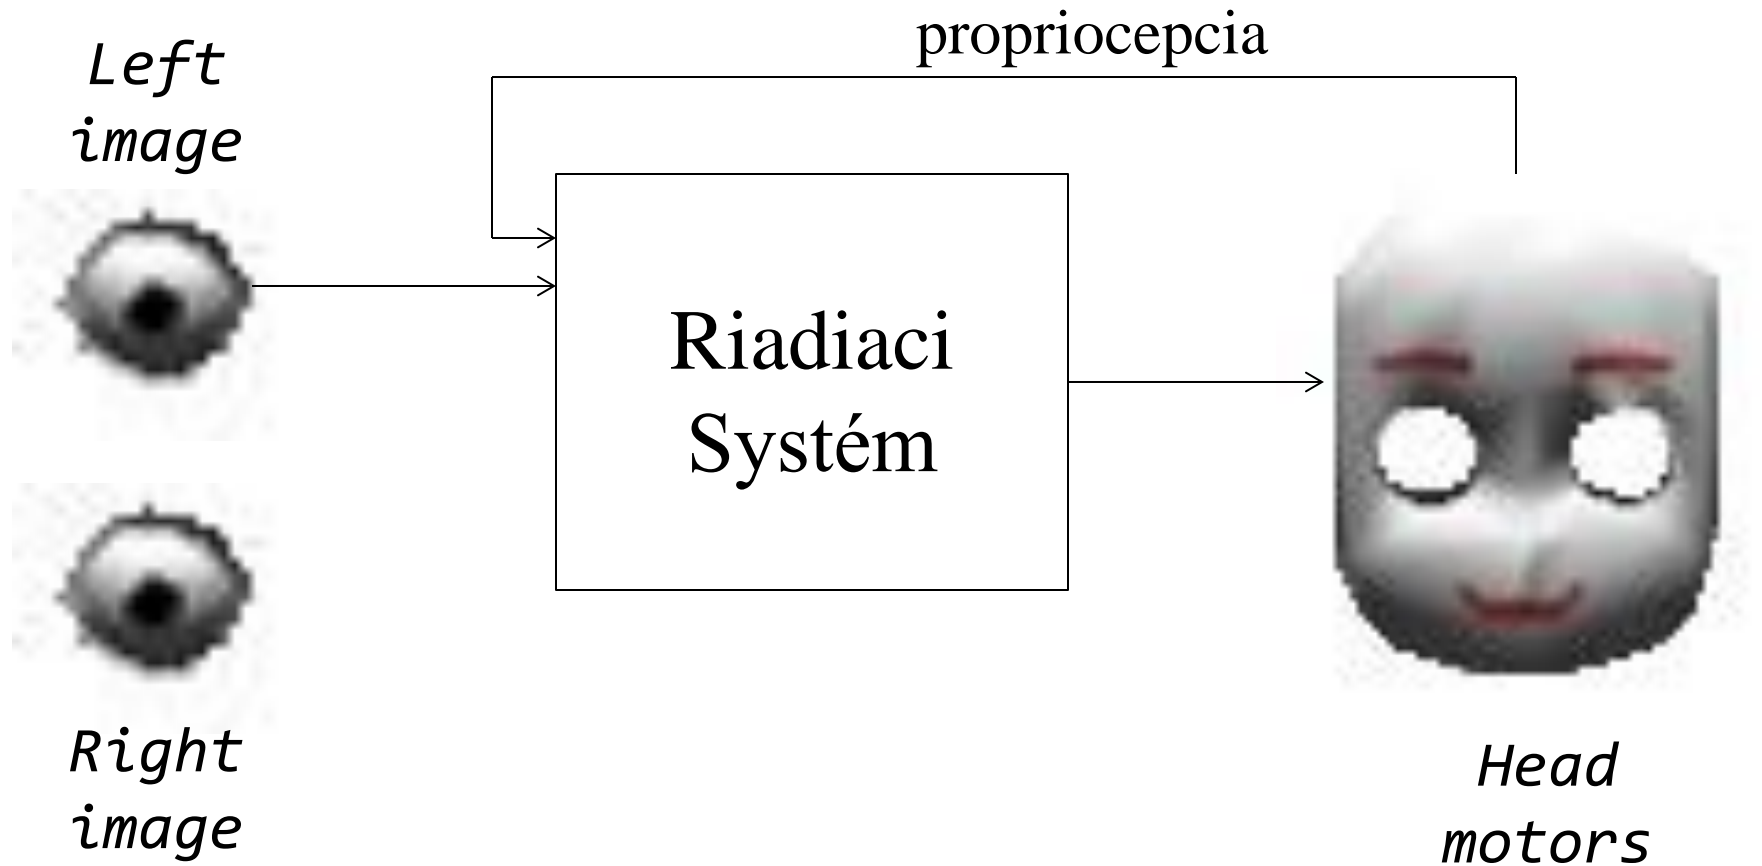 propriocepcia
Left
image
Riadiaci
Systém
Right
image
Head
motors